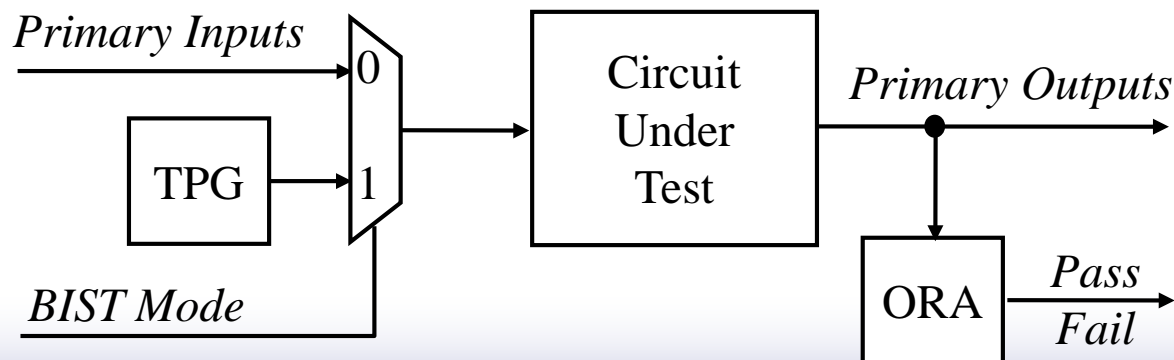 Primary Inputs
0
Circuit
Under
Test
Primary Outputs
TPG
1
BIST Mode
ORA
Pass
Fail